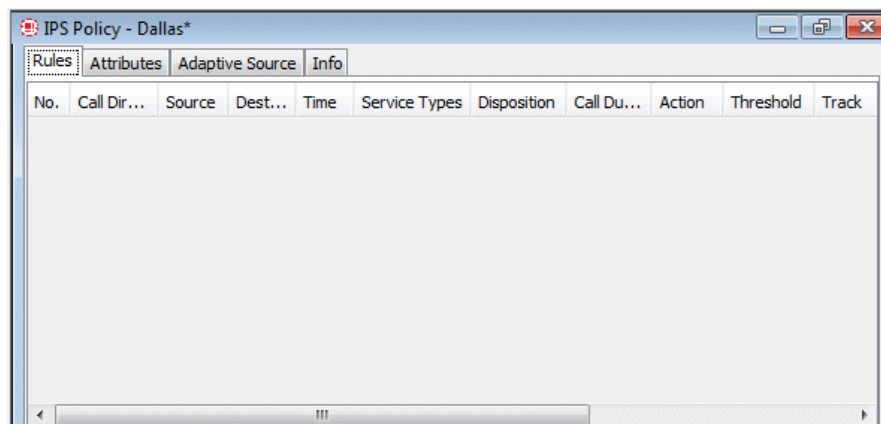 IPS Policy - Dallas*
Rules Attributes Adaptive Source Info
No. Call Dir... Source Dest... Time Service Types Disposition Call Du... Action Threshold Track